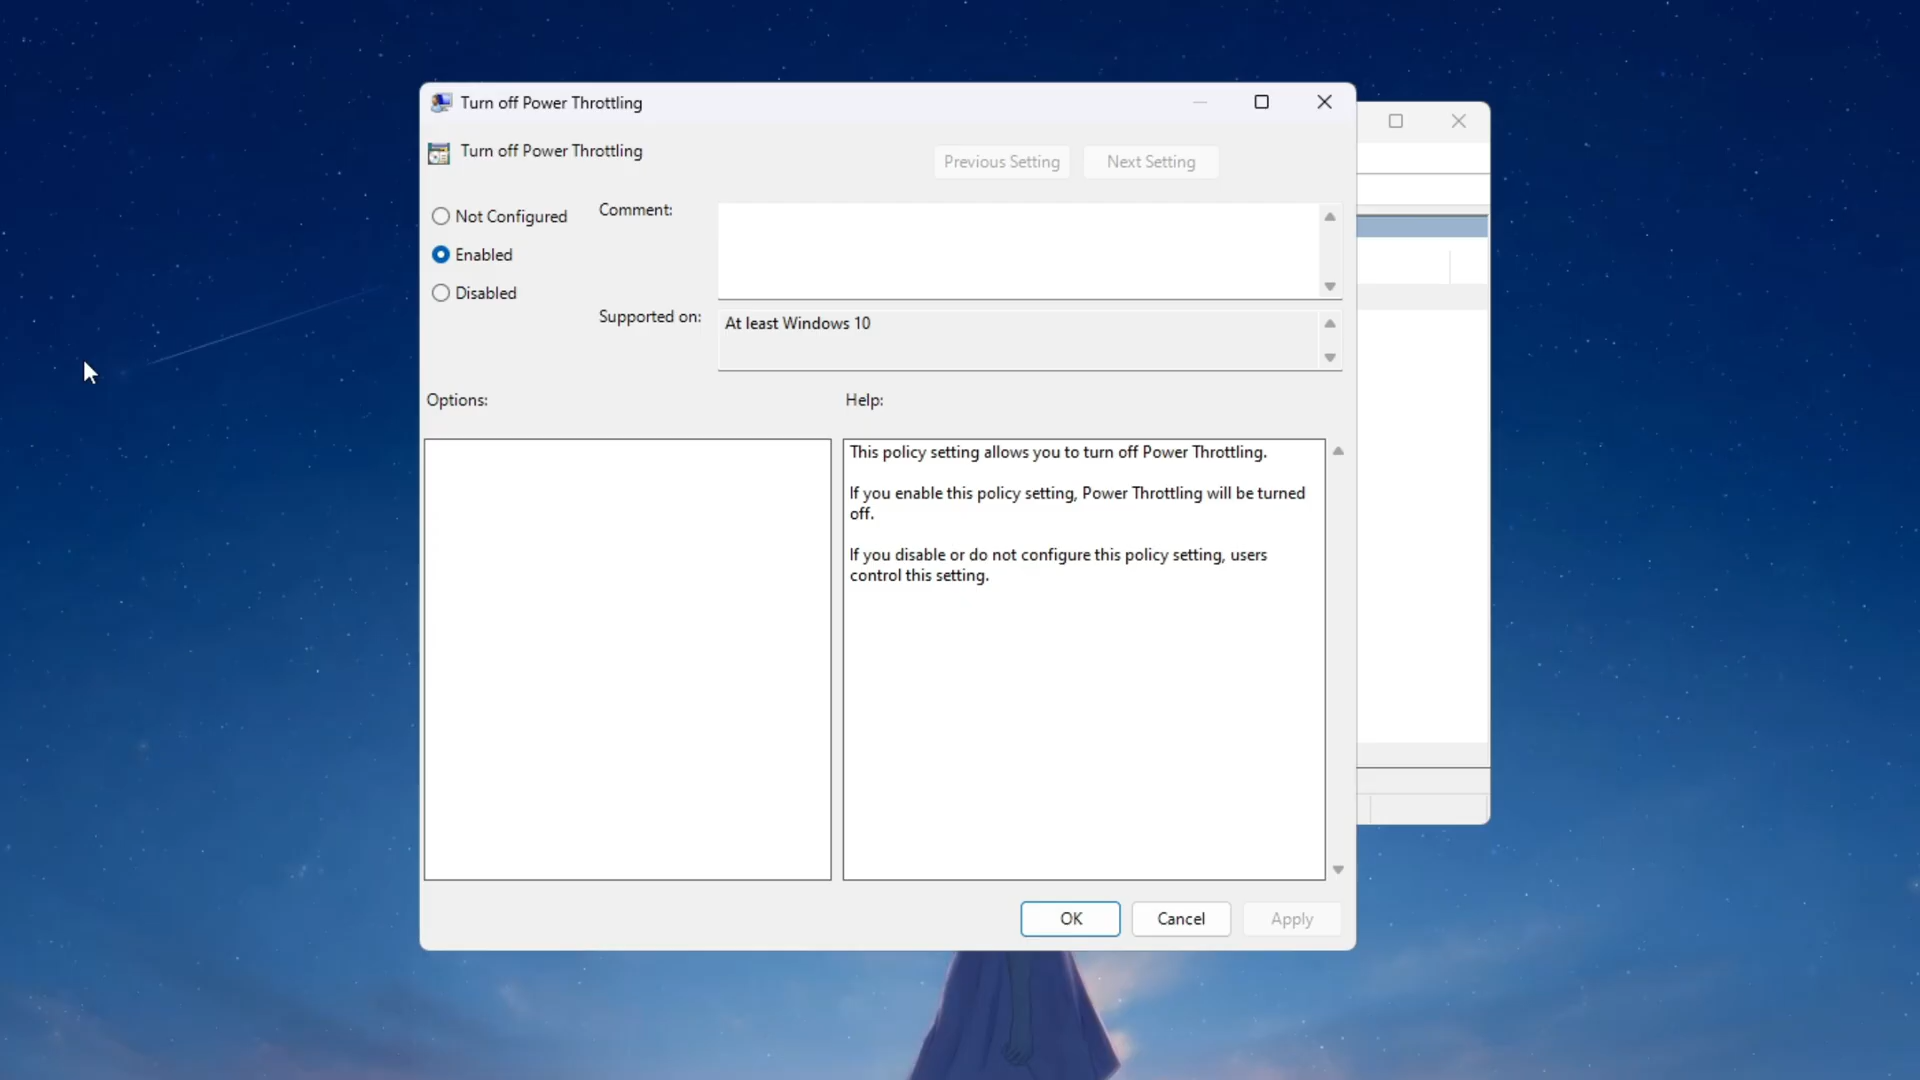 Turn off Power Throttling
Turn off Power Throttling
Previous Setting
Next Setting
Not Configured
Comment:
Enabled
Disabled
Supported on:
At least Windows 10
Options:
Help:
This policy setting allows you to turn off Power Throttling.
If you enable this policy setting, Power Throttling will be turned
off.
If you disable or do not configure this policy setting, users
control this setting.
OK
Cancel
Apply